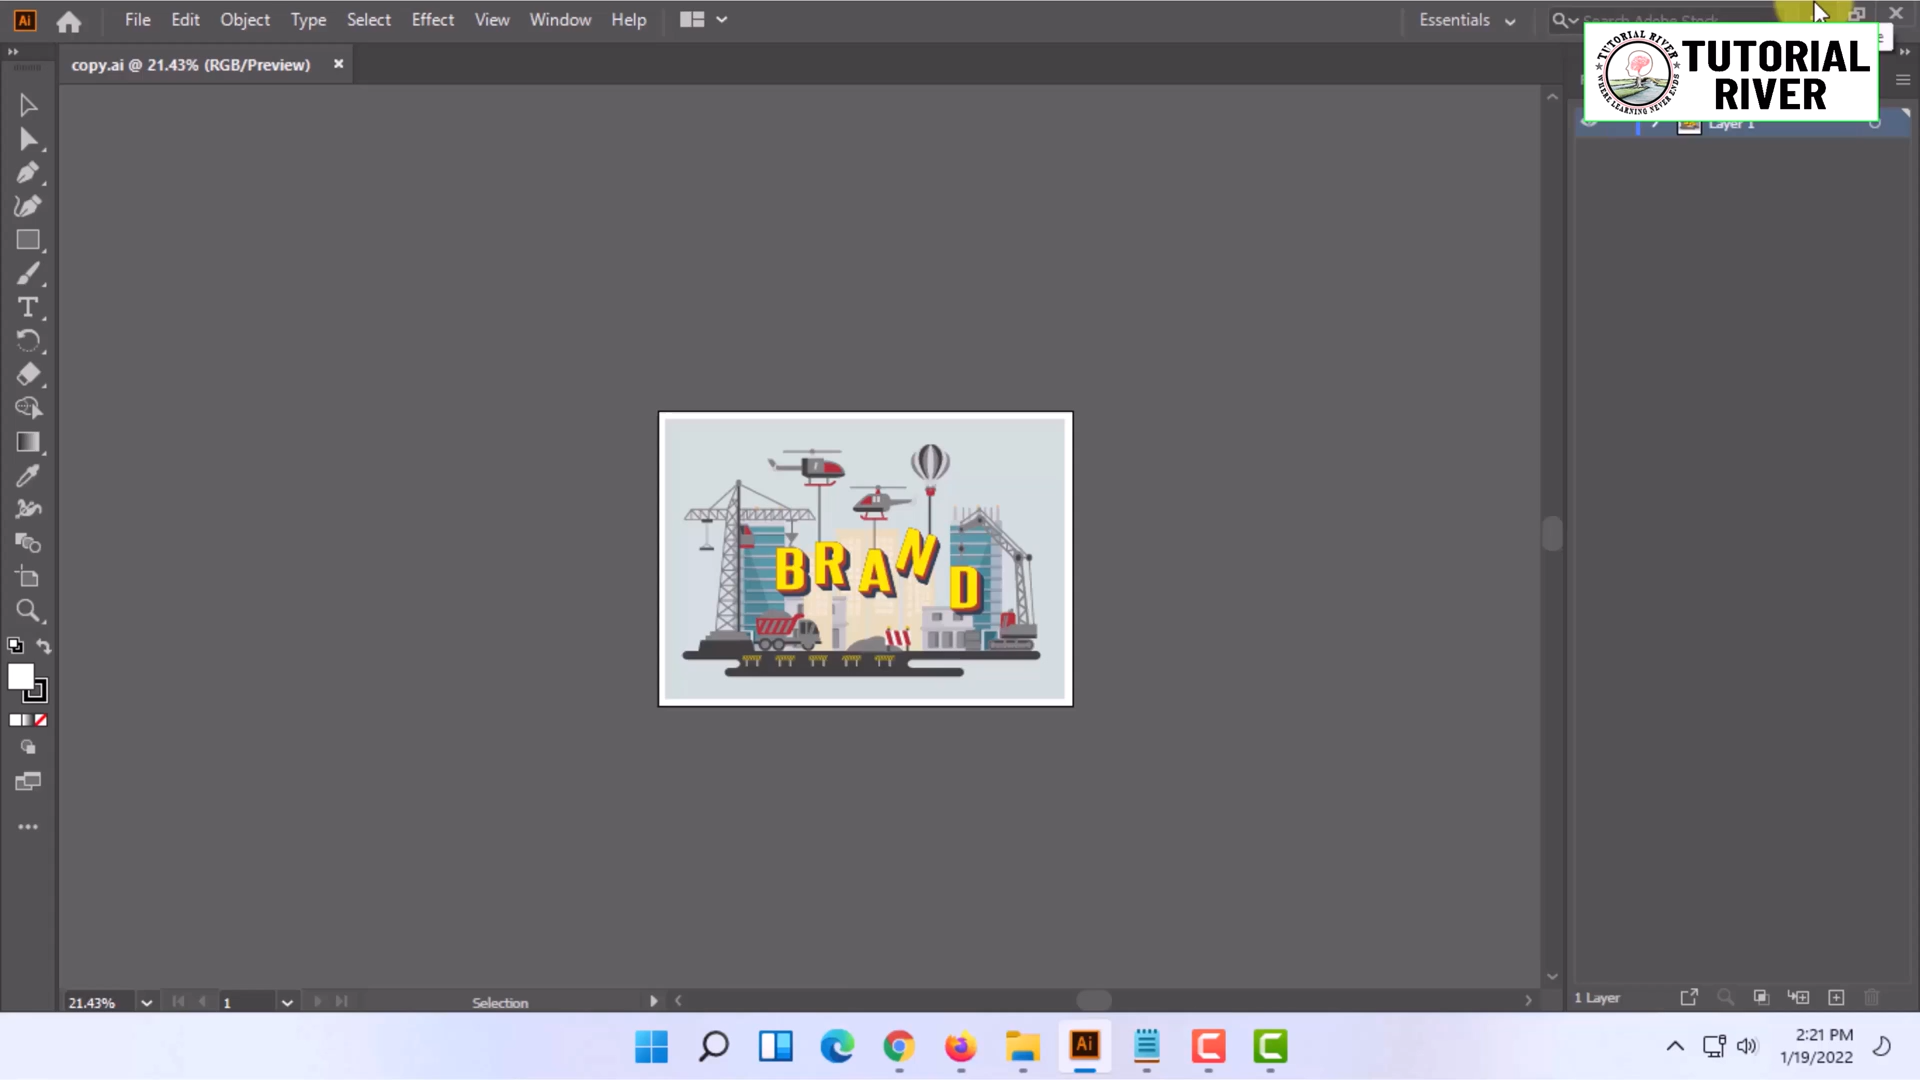 Ai File Edit Object Type Select Effect View Window Help Essentials Search Adobe Stock
copy.ai @ 21.43% (RGB/Preview)
TUTORIAL
RIVER
TUTORIAL RIVER
WHERE LEARNING NEVER ENDS
Layer 1
BRAND
21.43% 1 Selection 1 Layer
Ai
2:21 PM
1/19/2022